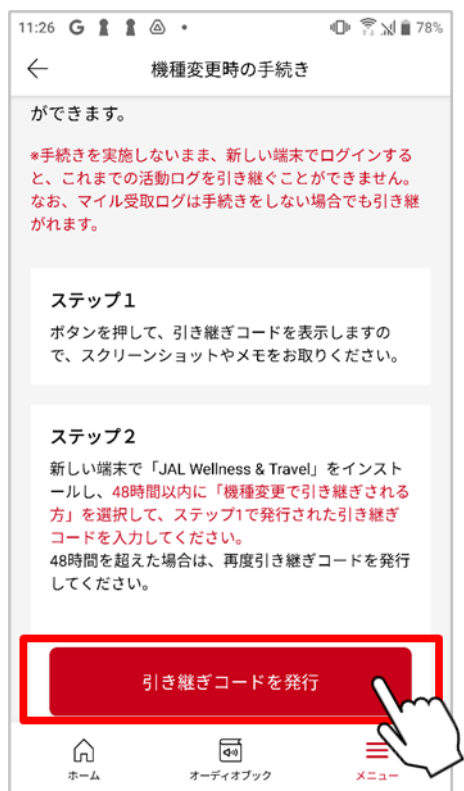 11:26 G 78%
機種変更時の手続き
ができます。
*手続きを実施しないまま、新しい端末でログインする
と、これまでの活動ログを引き継ぐことができません。
なお、マイル受取ログは手続きをしない場合でも引き継
がれます。
ステップ1
ボタンを押して、引き継ぎコードを表示しますの
で、スクリーンショットやメモをお取りください。
ステップ2
新しい端末で「JAL Wellness & Travel」をインスト
ールし、48時間以内に「機種変更で引き継ぎされる
方」を選択して、ステップ1で発行された引き継ぎ
コードを入力してください。
48時間を超えた場合は、再度引き継ぎコードを発行
してください。
引き継ぎコードを発行
ホーム オーディオブック メニュー